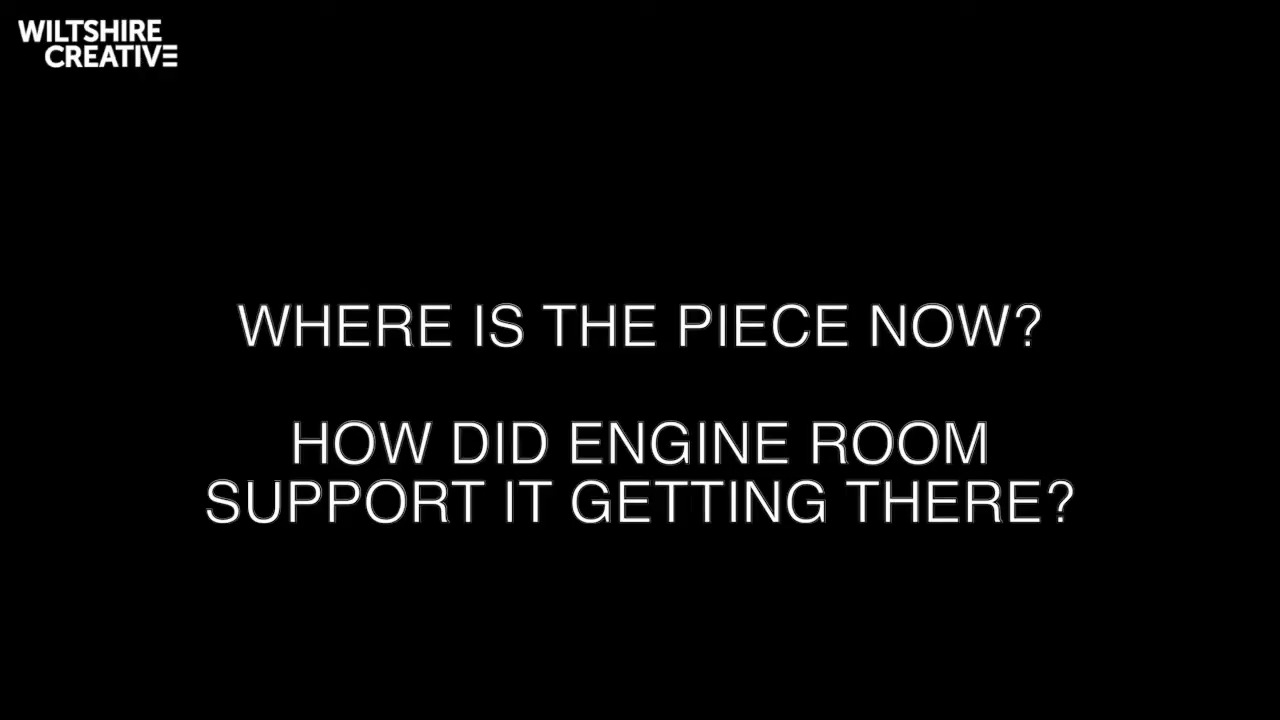 WILTSHIRE
CREATIVE
WHERE IS THE PIECE NOW?
HOW DID ENGINE ROOM
SUPPORT IT GETTING THERE?